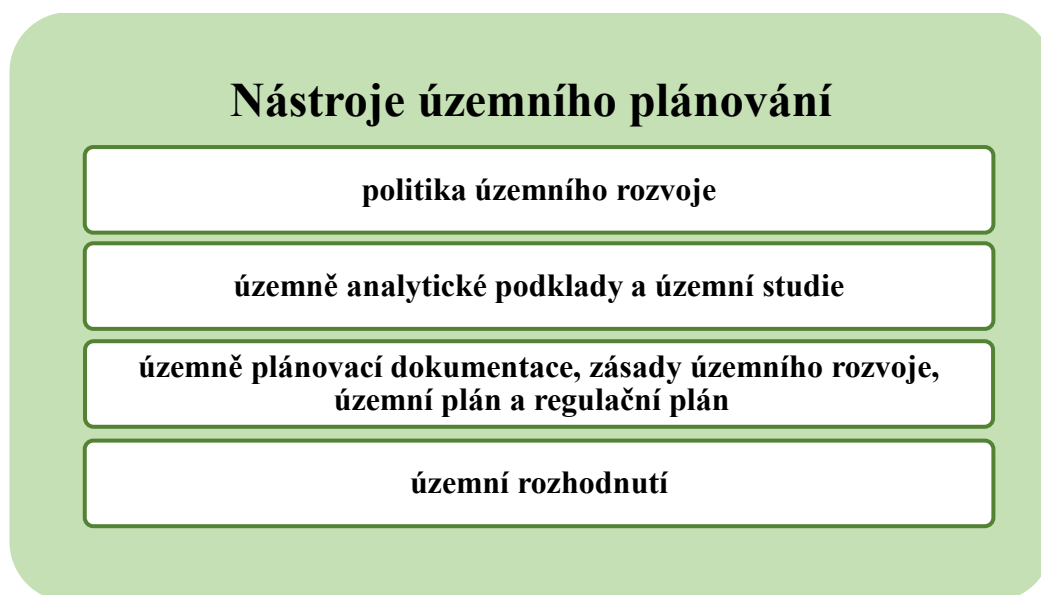 Nástroje územního plánování
politika územního rozvoje
územně analytické podklady a územní studie
územně plánovací dokumentace, zásady územního rozvoje,
územní plán a regulační plán
územní rozhodnutí